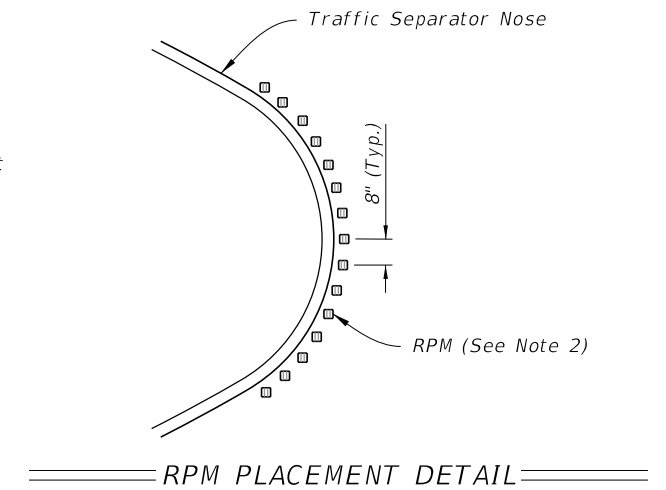 Traffic Separator Nose
8" (Typ.)
t
RPM (See Note 2)
RPM PLACEMENT DETAIL